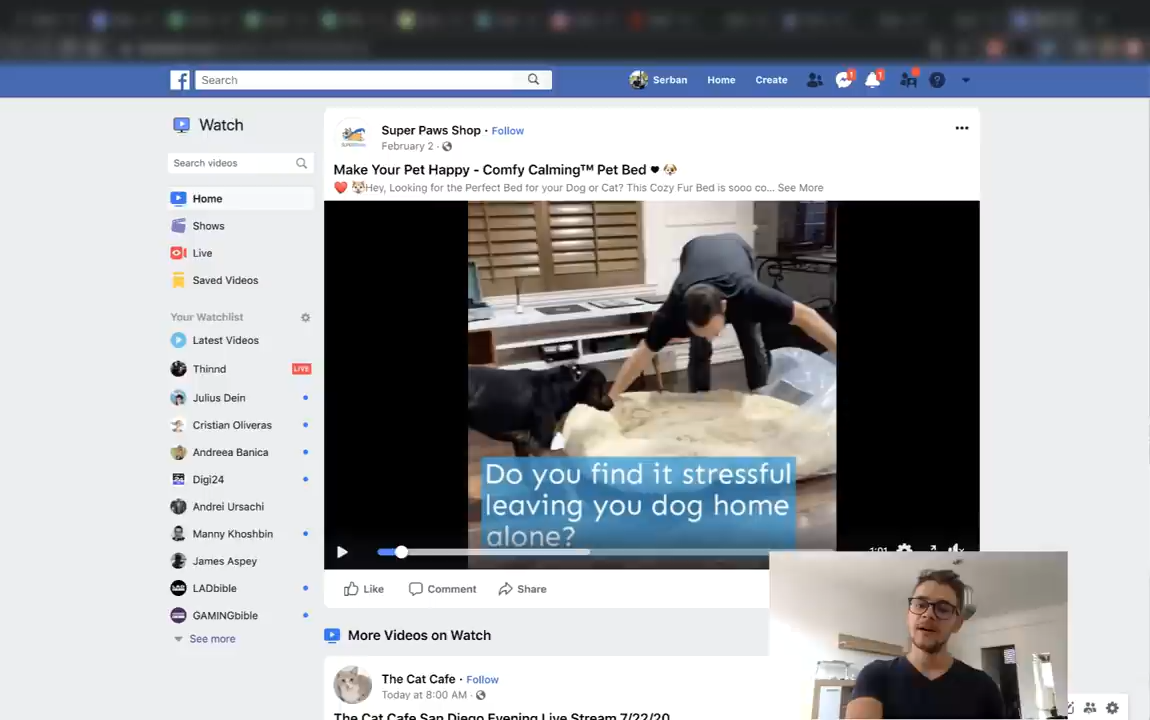 Search
Serban
Home
Create
1
1
Watch
Search videos
Home
Shows
Live
Saved Videos
Your Watchlist
Latest Videos
Thinnd
LIVE
Julius Dein
Cristian Oliveras
Andreea Banica
Digi24
Andrei Ursachi
Manny Khoshbin
James Aspey
LADbible
GAMINGbible
See more
Super Paws Shop · Follow
February 2 ·
Make Your Pet Happy - Comfy Calming™ Pet Bed
Hey, Looking for the Perfect Bed for your Dog or Cat? This Cozy Fur Bed is sooo co... See More
Do you find it stressful
leaving you dog home
alone?
1:01
Like
Comment
Share
More Videos on Watch
The Cat Cafe · Follow
Today at 8:00 AM ·
The Cat Cafe San Diego Evening Live Stream 7/22/20